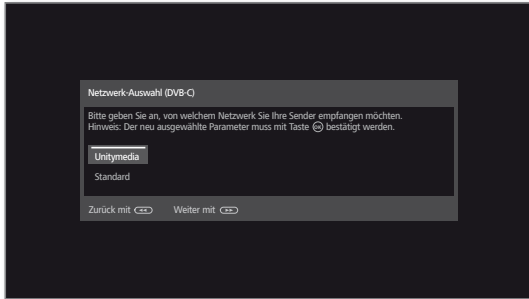 Netzwerk-Auswahl (DVB-C)
Bitte geben Sie an, von welchem Netzwerk Sie Ihre Sender empfangen möchten.
Hinweis: Der neu ausgewählte Parameter muss mit Taste OK bestätigt werden.
Unitymedia
Standard
Zurück mit ◀◀ Weiter mit ▶▶